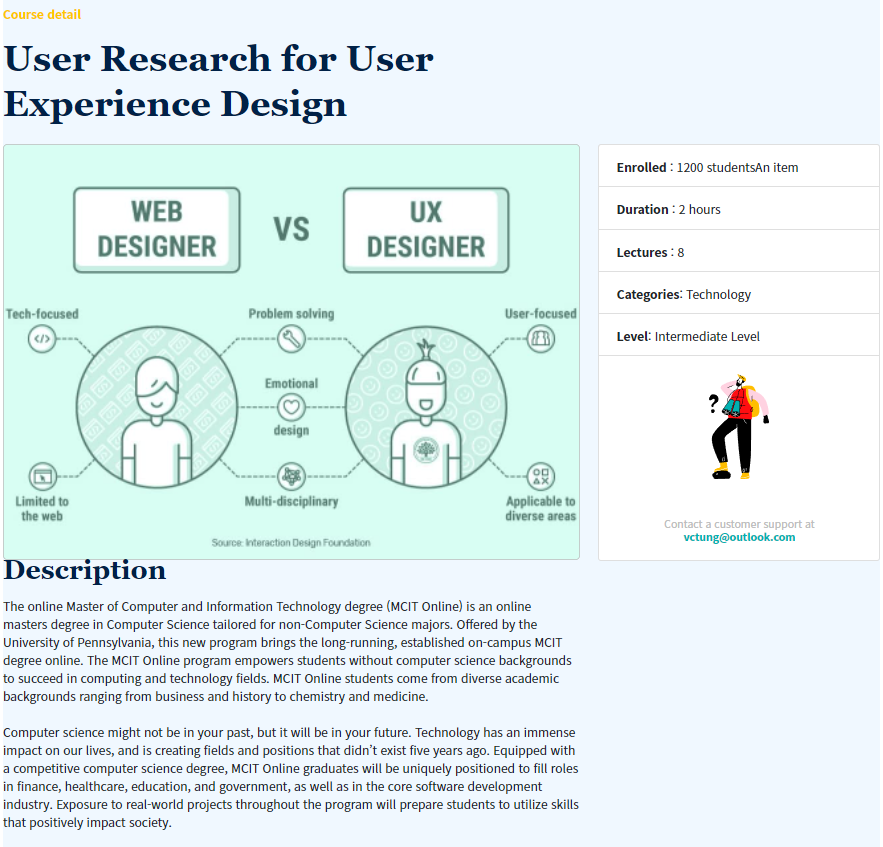 Course detail
User Research for User
Experience Design
WEB
DESIGNER
VS
UX
DESIGNER
Tech-focused
Problem solving
User-focused
Emotional
design
Limited to
the web
Multi-disciplinary
Applicable to
diverse areas
Source: Interaction Design Foundation
Enrolled : 1200 studentsAn item
Duration : 2 hours
Lectures : 8
Categories: Technology
Level: Intermediate Level
?
Contact a customer support at
vctung@outlook.com
Description
The online Master of Computer and Information Technology degree (MCIT Online) is an online
masters degree in Computer Science tailored for non-Computer Science majors. Offered by the
University of Pennsylvania, this new program brings the long-running, established on-campus MCIT
degree online. The MCIT Online program empowers students without computer science backgrounds
to succeed in computing and technology fields. MCIT Online students come from diverse academic
backgrounds ranging from business and history to chemistry and medicine.
Computer science might not be in your past, but it will be in your future. Technology has an immense
impact on our lives, and is creating fields and positions that didn’t exist five years ago. Equipped with
a competitive computer science degree, MCIT Online graduates will be uniquely positioned to fill roles
in finance, healthcare, education, and government, as well as in the core software development
industry. Exposure to real-world projects throughout the program will prepare students to utilize skills
that positively impact society.